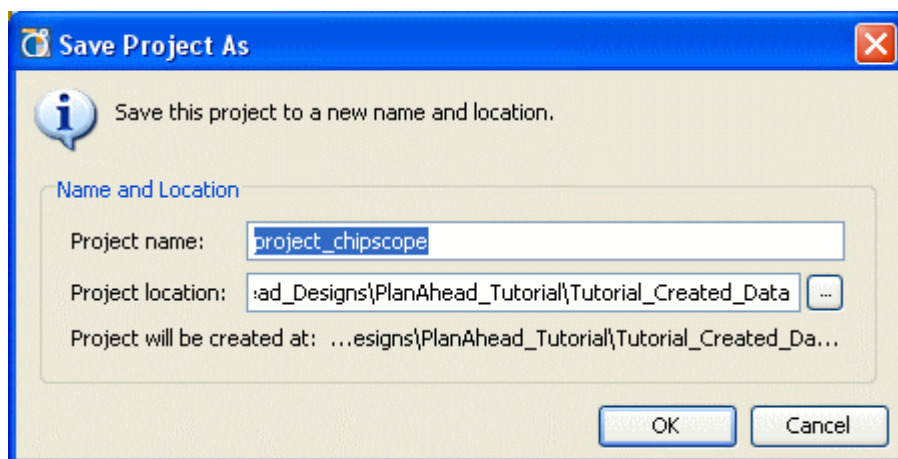 Save Project As
Save this project to a new name and location.
Name and Location
Project name: project_chipscope
Project location: ead_Designs\PlanAhead_Tutorial\Tutorial_Created_Data ...
Project will be created at: ...esigns\PlanAhead_Tutorial\Tutorial_Created_Da...
OK Cancel